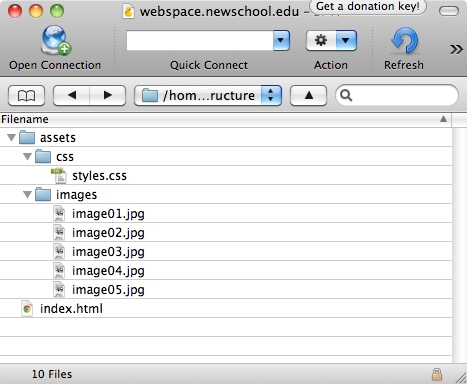 webspace.newschool.edu –
Get a donation key!
Open Connection
Quick Connect
Action
Refresh
/hom...ructure
Filename
assets
css
styles.css
images
image01.jpg
image02.jpg
image03.jpg
image04.jpg
image05.jpg
index.html
10 Files